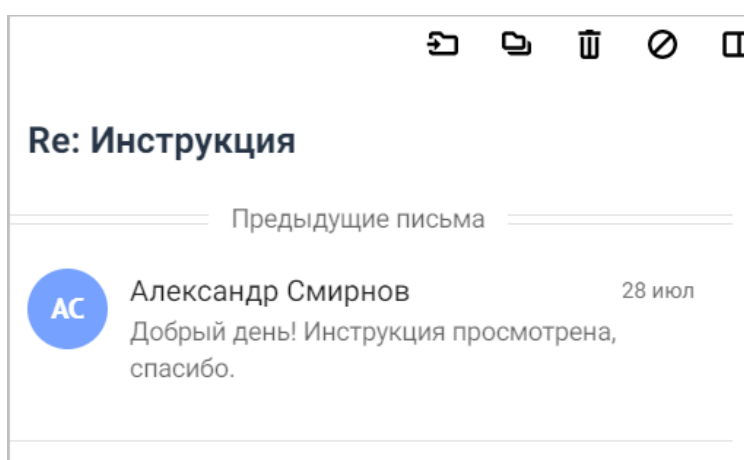 Re: Инструкция
Предыдущие письма
АС
Александр Смирнов
28 июл
Добрый день! Инструкция просмотрена,
спасибо.